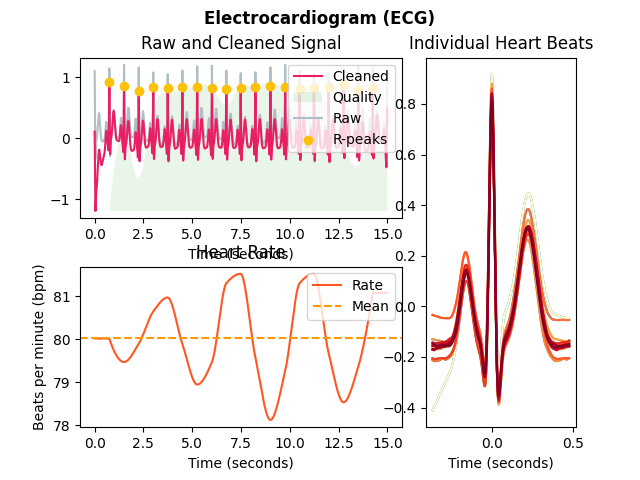 Electrocardiogram (ECG)
Raw and Cleaned Signal
1
0
−1
Cleaned
Quality
Raw
R-peaks
0.0 2.5 5.0 7.5 10.0 12.5 15.0
Time (seconds)
Heart Rate
Beats per minute (bpm)
81
80
79
78
Rate
Mean
0.0 2.5 5.0 7.5 10.0 12.5 15.0
Time (seconds)
Individual Heart Beats
0.8
0.6
0.4
0.2
0.0
−0.2
−0.4
0.0 0.5
Time (seconds)